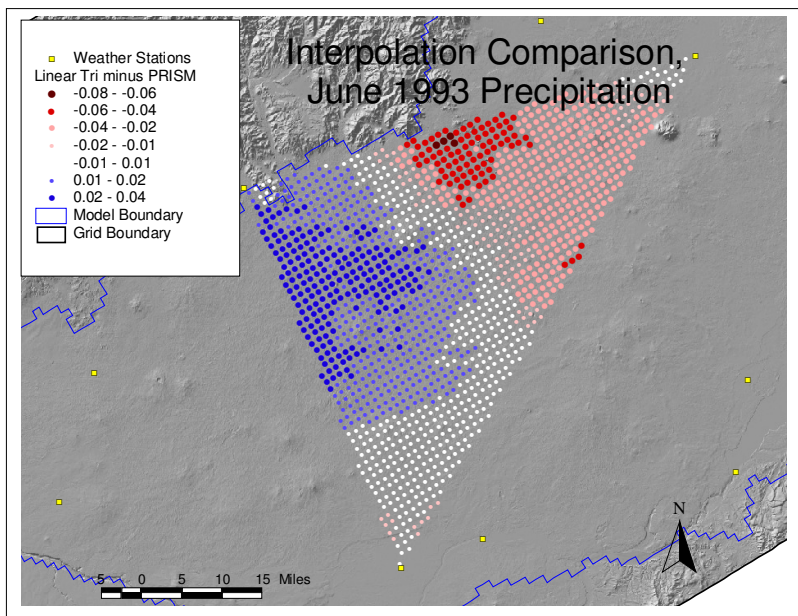 Interpolation Comparison,
June 1993 Precipitation
Weather Stations
Linear Tri minus PRISM
-0.08 - -0.06
-0.06 - -0.04
-0.04 - -0.02
-0.02 - -0.01
-0.01 - 0.01
0.01 - 0.02
0.02 - 0.04
Model Boundary
Grid Boundary
N
5 0 5 10 15 Miles